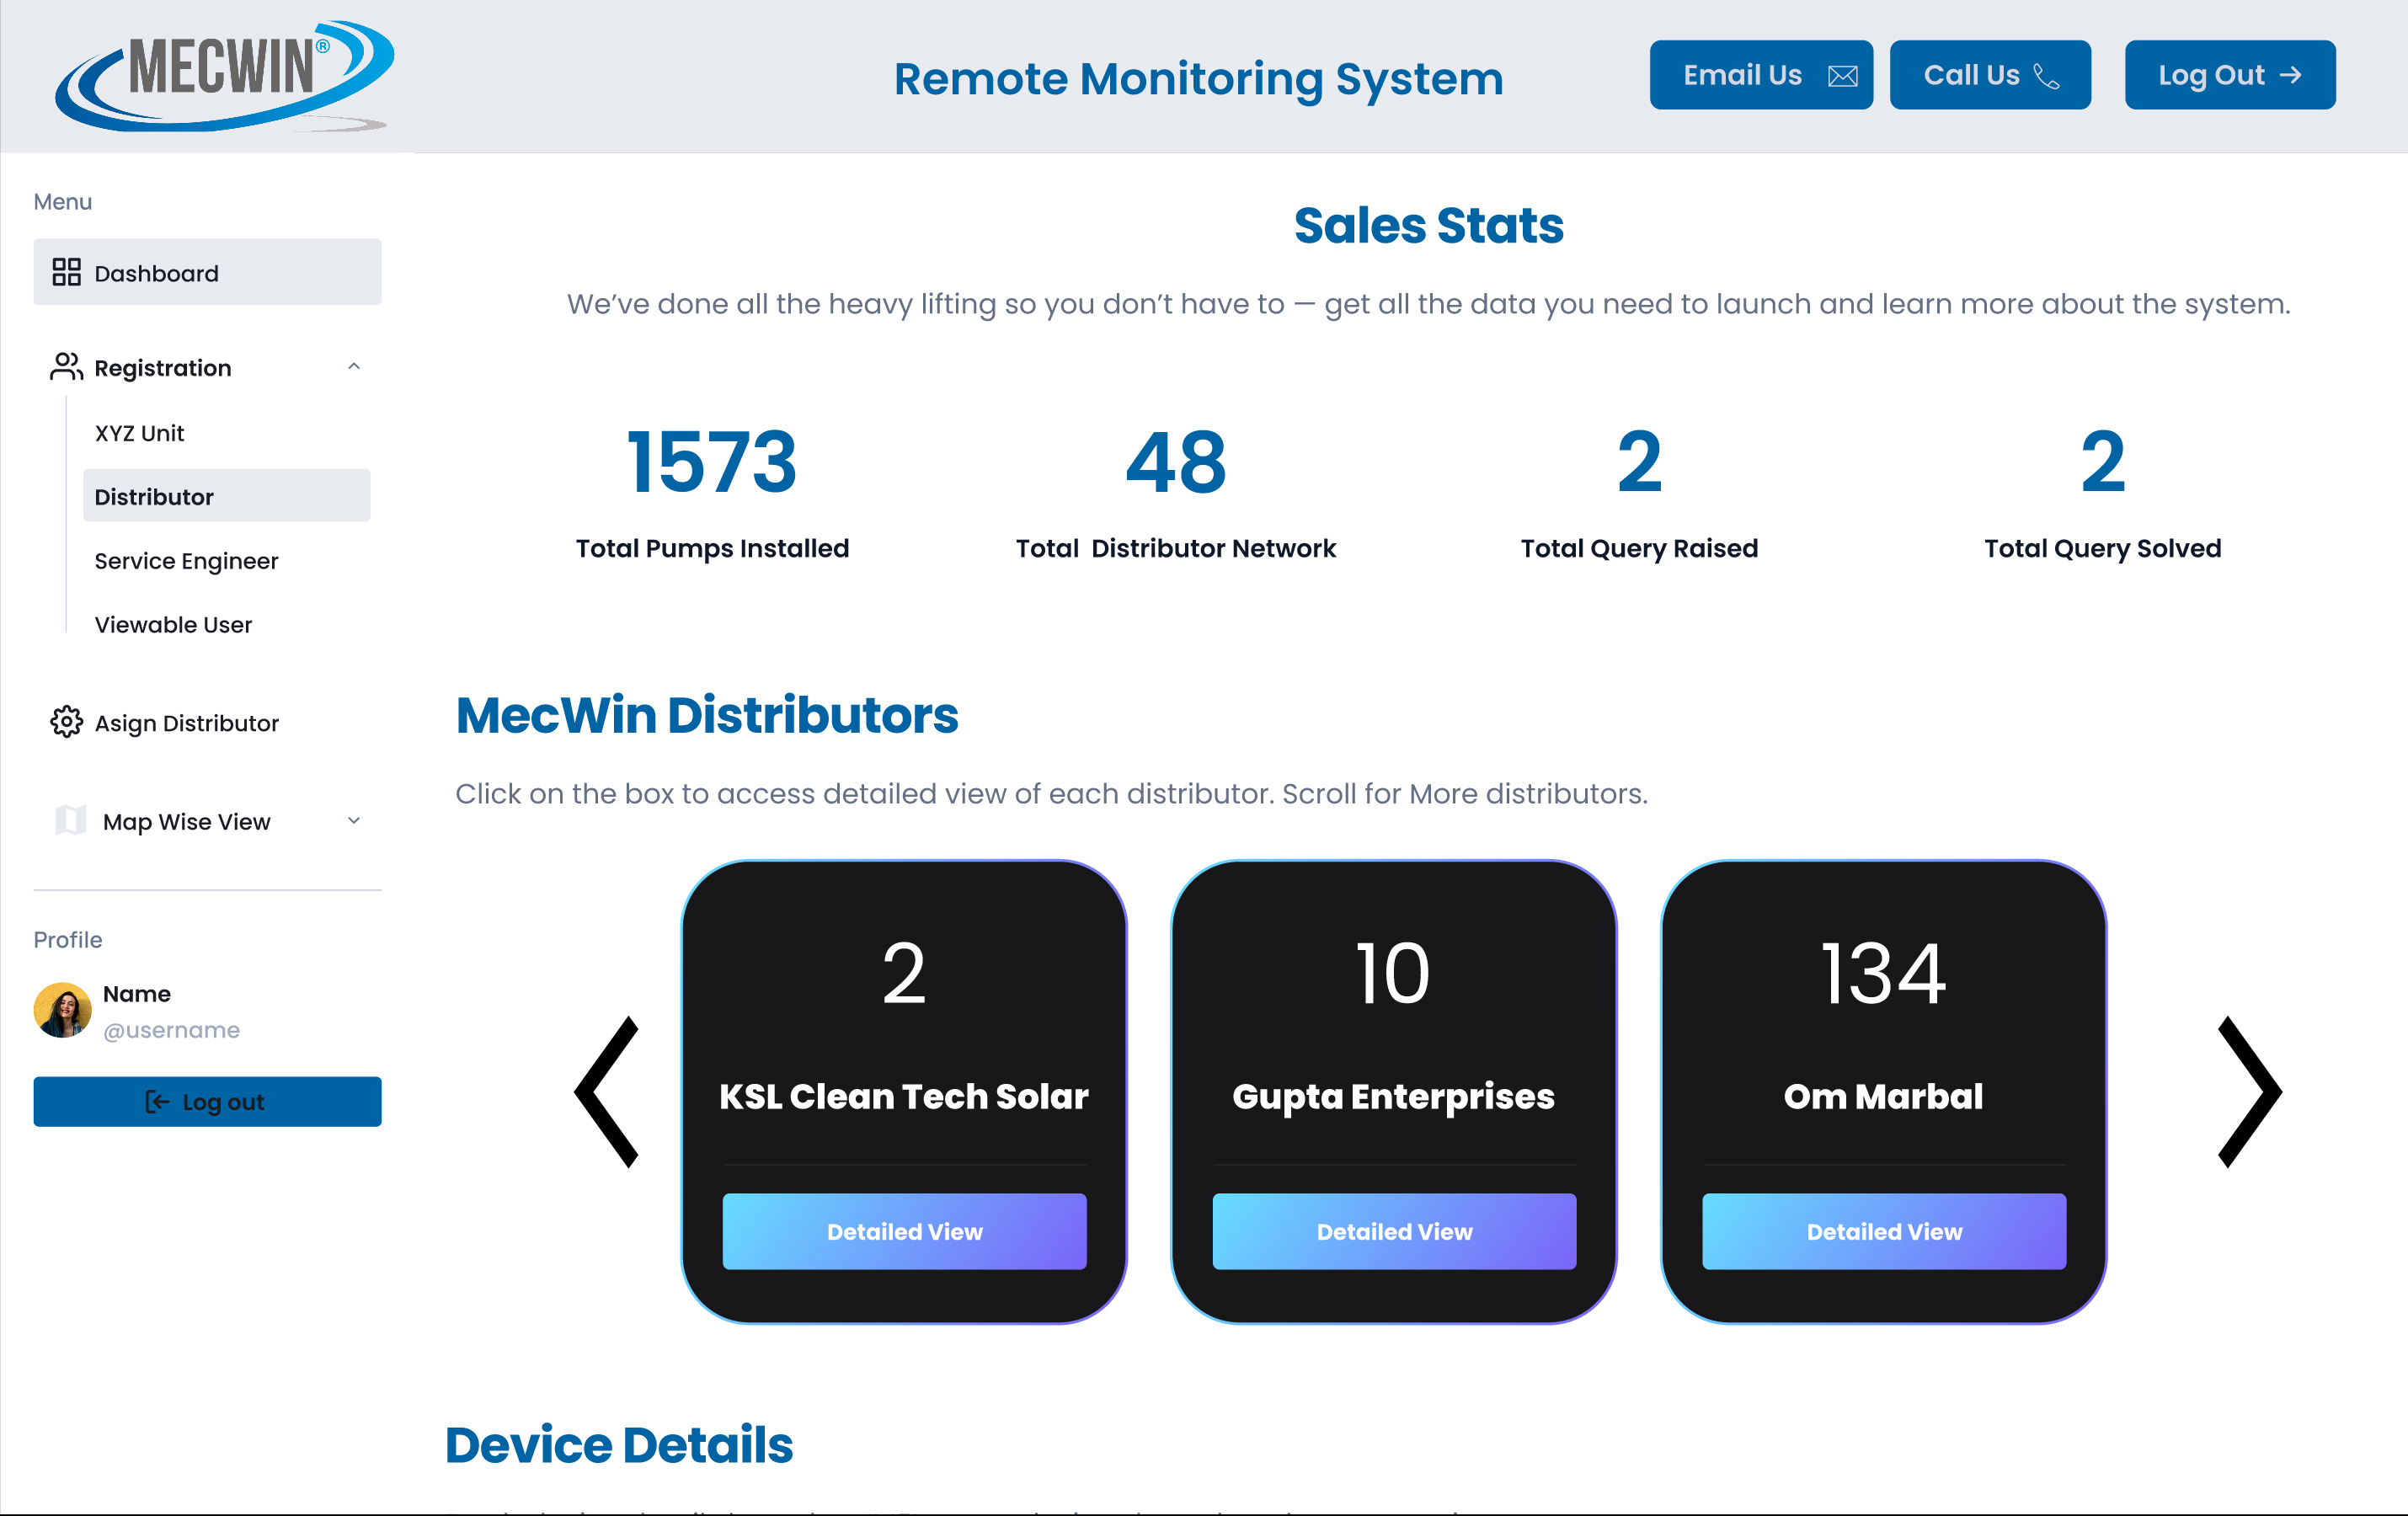 MECWIN®
Remote Monitoring System
Email Us
Call Us
Log Out
Menu
Dashboard
Registration
XYZ Unit
Distributor
Service Engineer
Viewable User
Asign Distributor
Map Wise View
Profile
Name
@username
Log out
Sales Stats
We’ve done all the heavy lifting so you don’t have to — get all the data you need to launch and learn more about the system.
1573
Total Pumps Installed
48
Total Distributor Network
2
Total Query Raised
2
Total Query Solved
MecWin Distributors
Click on the box to access detailed view of each distributor. Scroll for More distributors.
2
KSL Clean Tech Solar
Detailed View
10
Gupta Enterprises
Detailed View
134
Om Marbal
Detailed View
Device Details